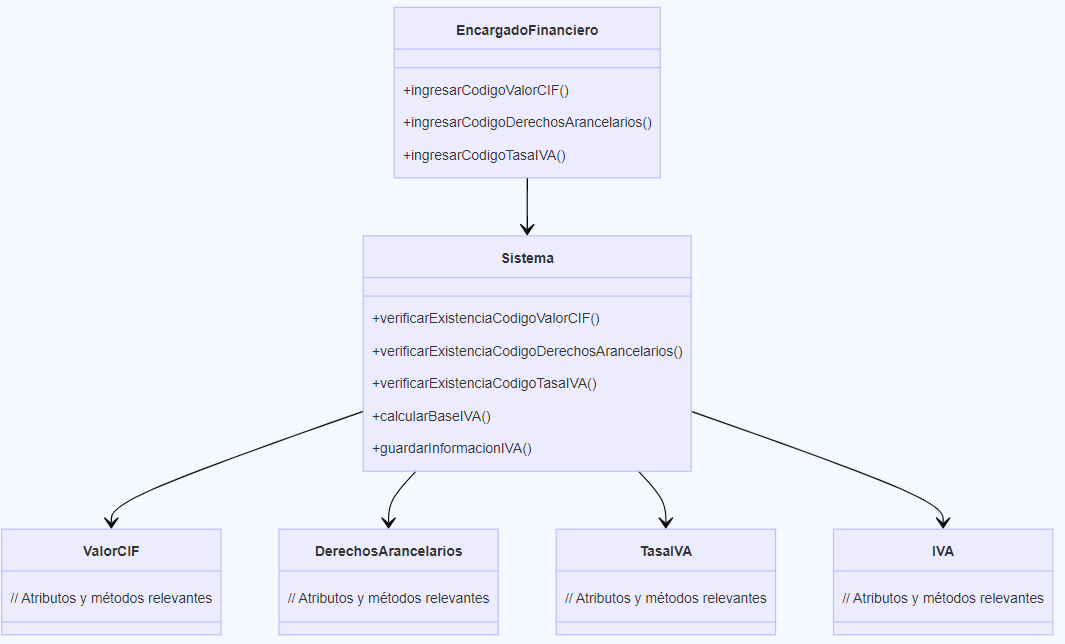 EncargadoFinanciero
+ingresarCodigoValorCIF()
+ingresarCodigoDerechosArancelarios()
+ingresarCodigoTasaIVA()
Sistema
+verificarExistenciaCodigoValorCIF()
+verificarExistenciaCodigoDerechosArancelarios()
+verificarExistenciaCodigoTasaIVA()
+calcularBaseIVA()
+guardarInformacionIVA()
ValorCIF
// Atributos y métodos relevantes
DerechosArancelarios
// Atributos y métodos relevantes
TasaIVA
// Atributos y métodos relevantes
IVA
// Atributos y métodos relevantes